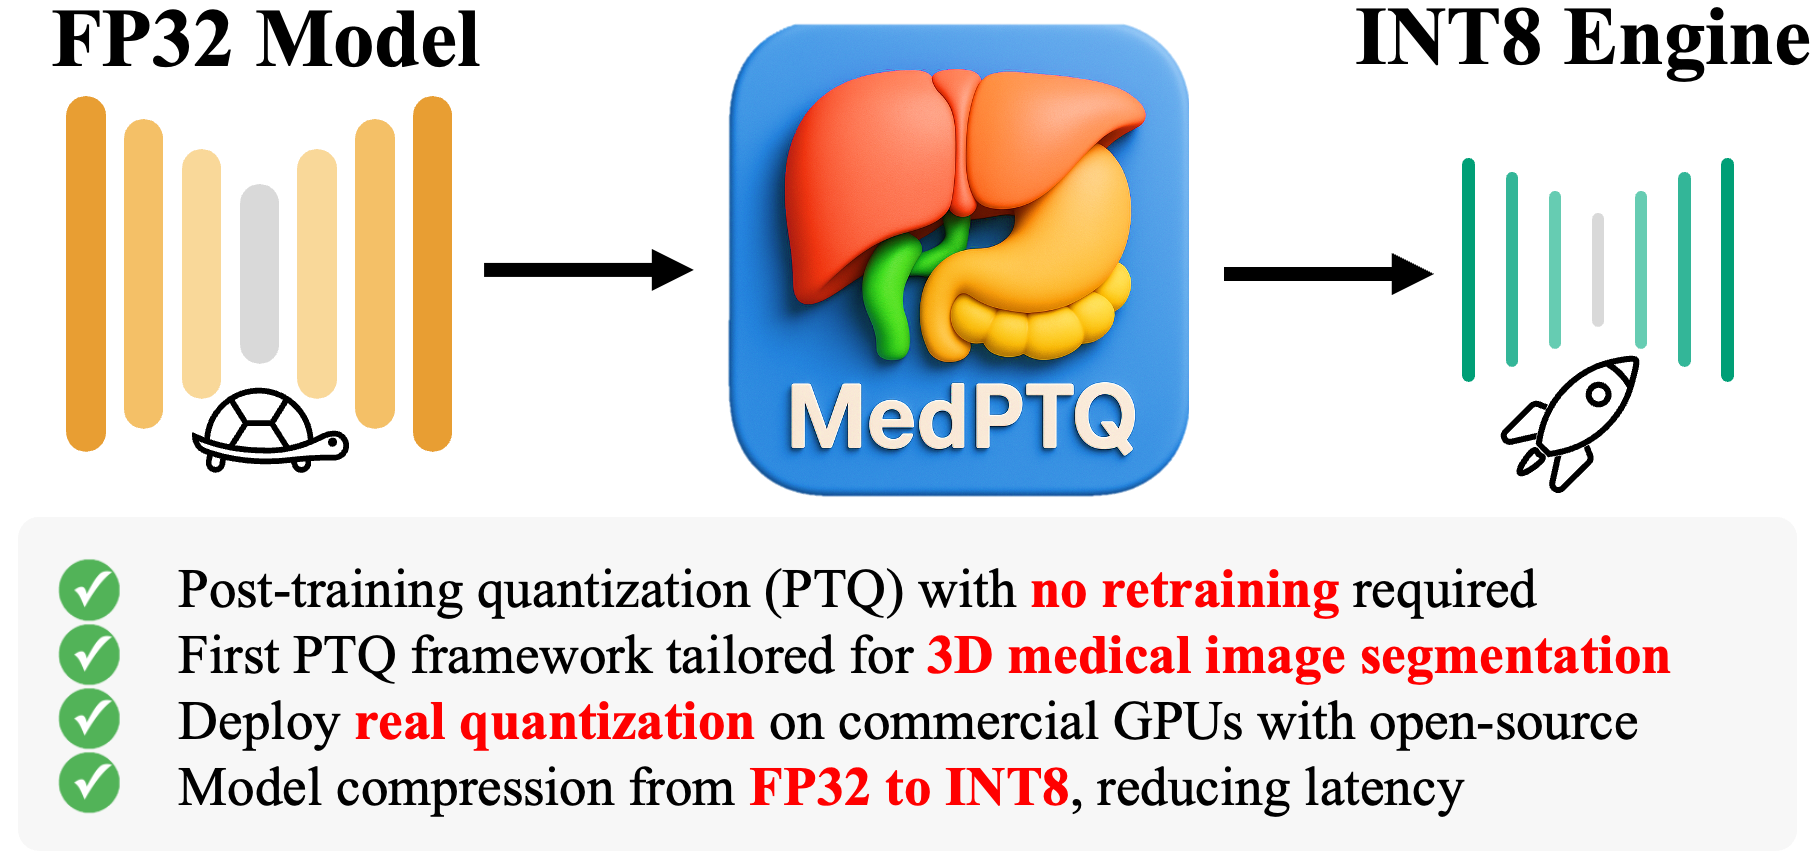 FP32 Model
INT8 Engine
MedPTQ
Post-training quantization (PTQ) with no retraining required
First PTQ framework tailored for 3D medical image segmentation
Deploy real quantization on commercial GPUs with open-source
Model compression from FP32 to INT8, reducing latency